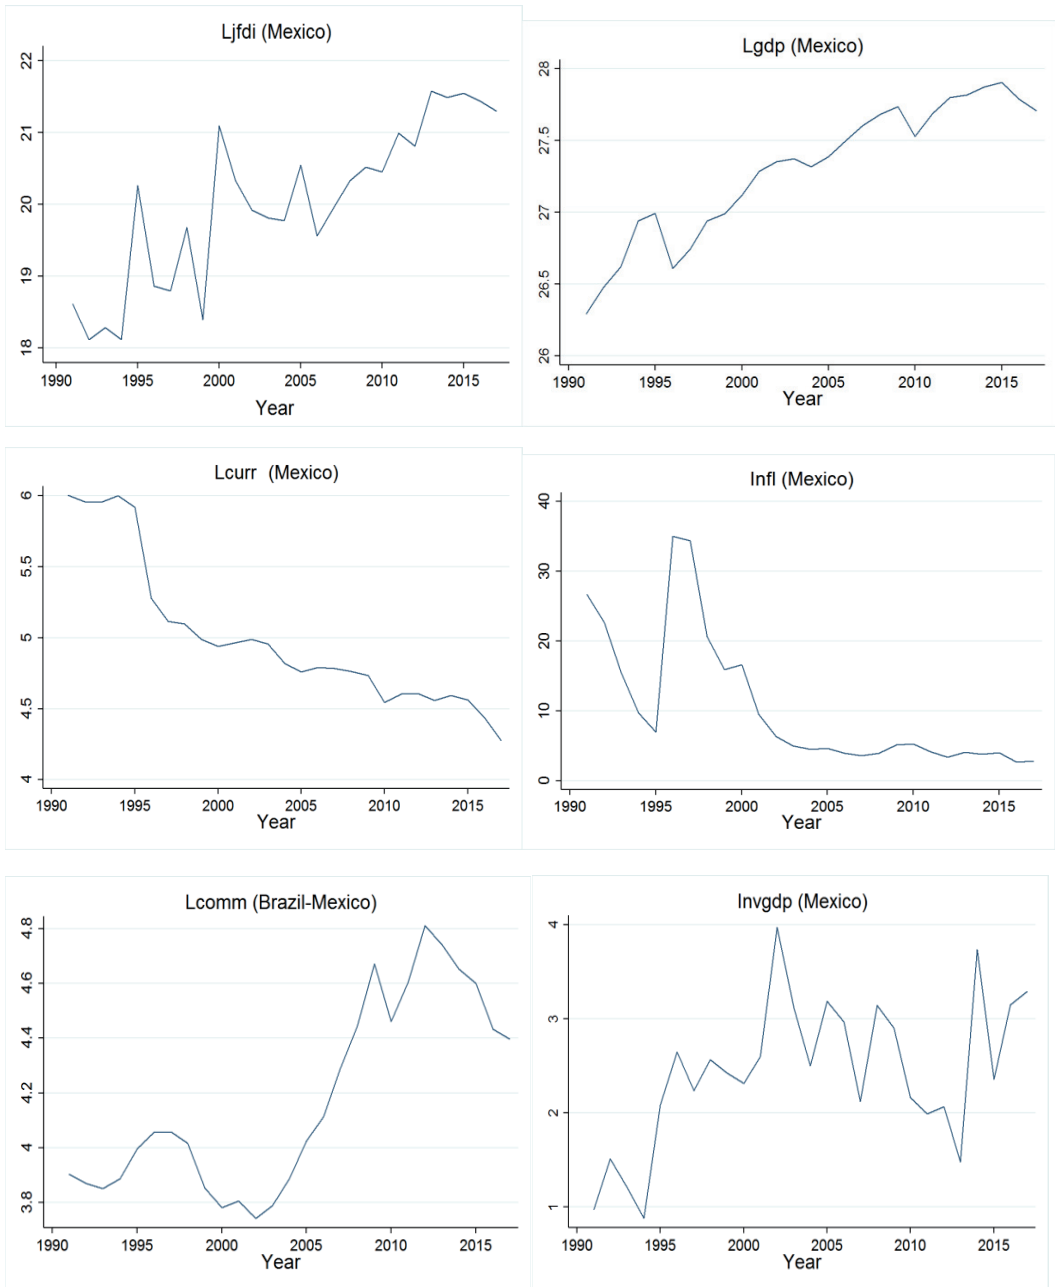 Ljfdi (Mexico)
22
21
20
19
18
1990 1995 2000 2005 2010 2015
Year
Lgdp (Mexico)
28
27.5
27
26.5
26
1990 1995 2000 2005 2010 2015
Year
Lcurr (Mexico)
6
5.5
5
4.5
4
1990 1995 2000 2005 2010 2015
Year
Infl (Mexico)
40
30
20
10
0
1990 1995 2000 2005 2010 2015
Year
Lcomm (Brazil-Mexico)
4.8
4.6
4.4
4.2
4
3.8
1990 1995 2000 2005 2010 2015
Year
Invgdp (Mexico)
4
3
2
1
1990 1995 2000 2005 2010 2015
Year